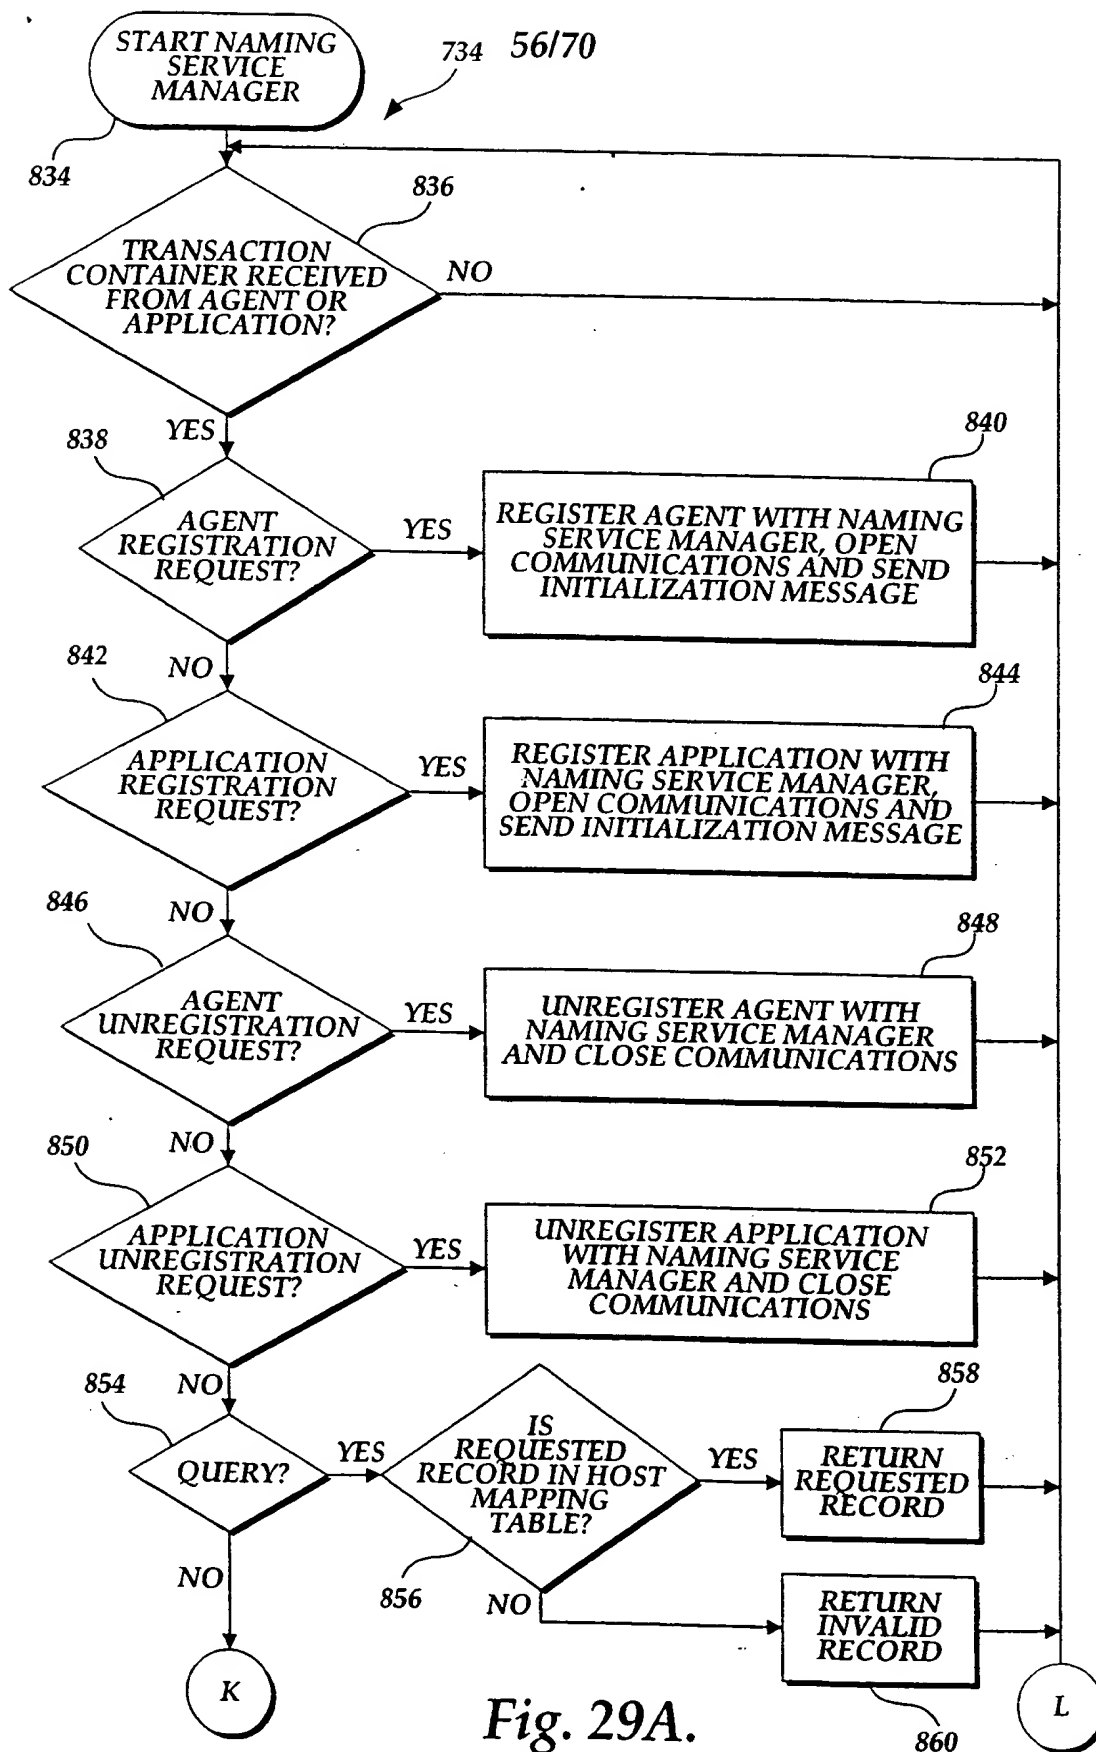 START NAMING
SERVICE
MANAGER
734
56/70
834
836
TRANSACTION
CONTAINER RECEIVED
FROM AGENT OR
APPLICATION?
NO
YES
838
840
AGENT
REGISTRATION
REQUEST?
YES
REGISTER AGENT WITH NAMING
SERVICE MANAGER, OPEN
COMMUNICATIONS AND SEND
INITIALIZATION MESSAGE
NO
842
844
APPLICATION
REGISTRATION
REQUEST?
YES
REGISTER APPLICATION WITH
NAMING SERVICE MANAGER,
OPEN COMMUNICATIONS AND
SEND INITIALIZATION MESSAGE
NO
846
848
AGENT
UNREGISTRATION
REQUEST?
YES
UNREGISTER AGENT WITH
NAMING SERVICE MANAGER
AND CLOSE COMMUNICATIONS
NO
850
852
APPLICATION
UNREGISTRATION
REQUEST?
YES
UNREGISTER APPLICATION
WITH NAMING SERVICE
MANAGER AND CLOSE
COMMUNICATIONS
NO
854
858
QUERY?
YES
IS
REQUESTED
RECORD IN HOST
MAPPING
TABLE?
YES
RETURN
REQUESTED
RECORD
NO
856
NO
RETURN
INVALID
RECORD
K
L
860
Fig. 29A.